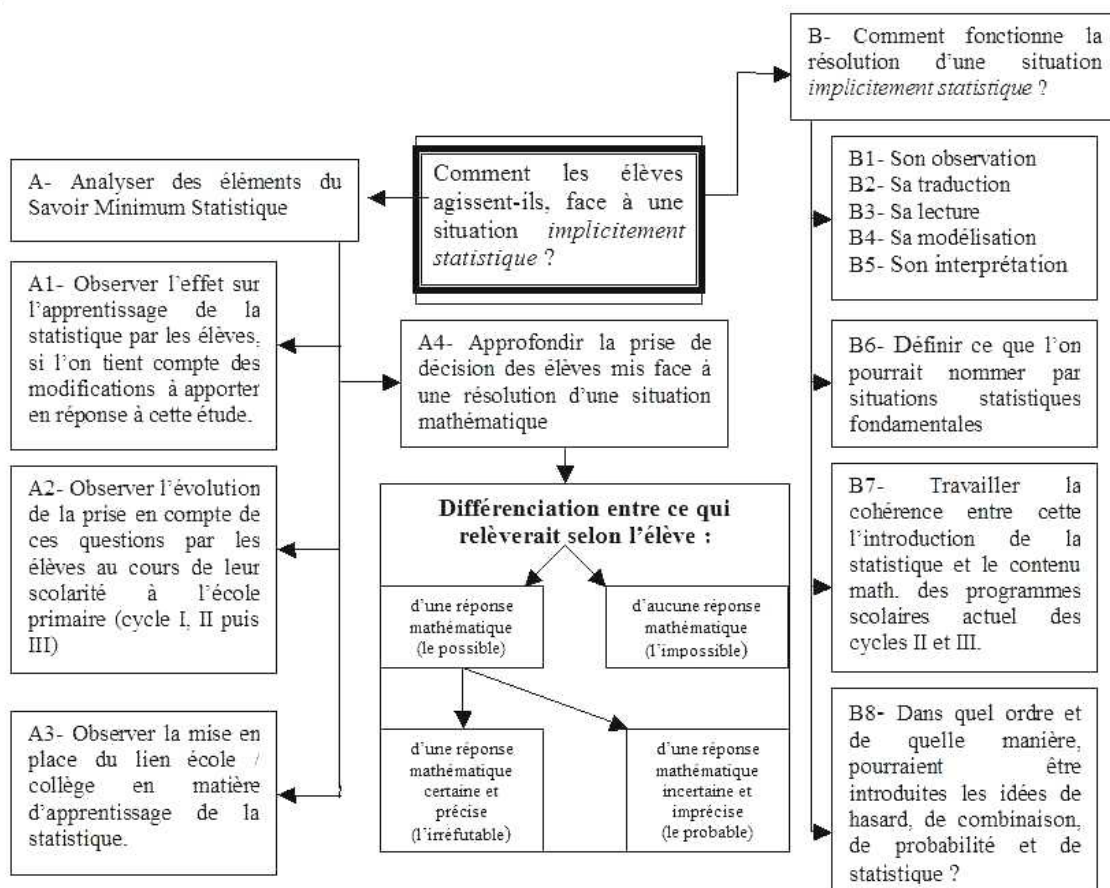 Comment les élèves
agissent-ils, face à une
situation implicitement
statistique ?
A- Analyser des éléments du
Savoir Minimum Statistique
A1- Observer l'effet sur
l'apprentissage de la
statistique par les élèves,
si l'on tient compte des
modifications à apporter
en réponse à cette étude.
A2- Observer l'évolution
de la prise en compte de
ces questions par les
élèves au cours de leur
scolarité à l'école
primaire (cycle I, II puis
III)
A3- Observer la mise en
place du lien école /
collège en matière
d'apprentissage de la
statistique.
A4- Approfondir la prise de
décision des élèves mis face à
une résolution d'une situation
mathématique
Différenciation entre ce qui
relèverait selon l'élève :
d'une réponse
mathématique
(le possible)
d'aucune réponse
mathématique
(l'impossible)
d'une réponse
mathématique
certaine et
précise
(l'irréfutable)
d'une réponse
mathématique
incertaine et
imprécise
(le probable)
B- Comment fonctionne la
résolution d'une situation
implicitement statistique ?
B1- Son observation
B2- Sa traduction
B3- Sa lecture
B4- Sa modélisation
B5- Son interprétation
B6- Définir ce que l'on
pourrait nommer par
situations statistiques
fondamentales
B7- Travailler la
cohérence entre cette
l'introduction de la
statistique et le contenu
math. des programmes
scolaires actuel des
cycles II et III.
B8- Dans quel ordre et
de quelle manière,
pourraient être
introduites les idées de
hasard, de combinaison,
de probabilité et de
statistique ?